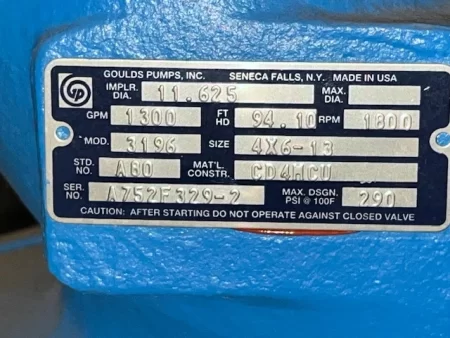 GP
GOULDS PUMPS, INC. SENECA FALLS, N.Y. MADE IN USA
IMPLR. DIA. 11.625 MAX. DIA.
GPM 1300 FT HD 94.10 RPM 1800
MOD. 3196 SIZE 4X6-13
STD. NO. A80 MAT'L. CONSTR. CD4MCU
SER. NO. A752F329-2 MAX. DSGN. PSI @ 100F 290
CAUTION: AFTER STARTING DO NOT OPERATE AGAINST CLOSED VALVE